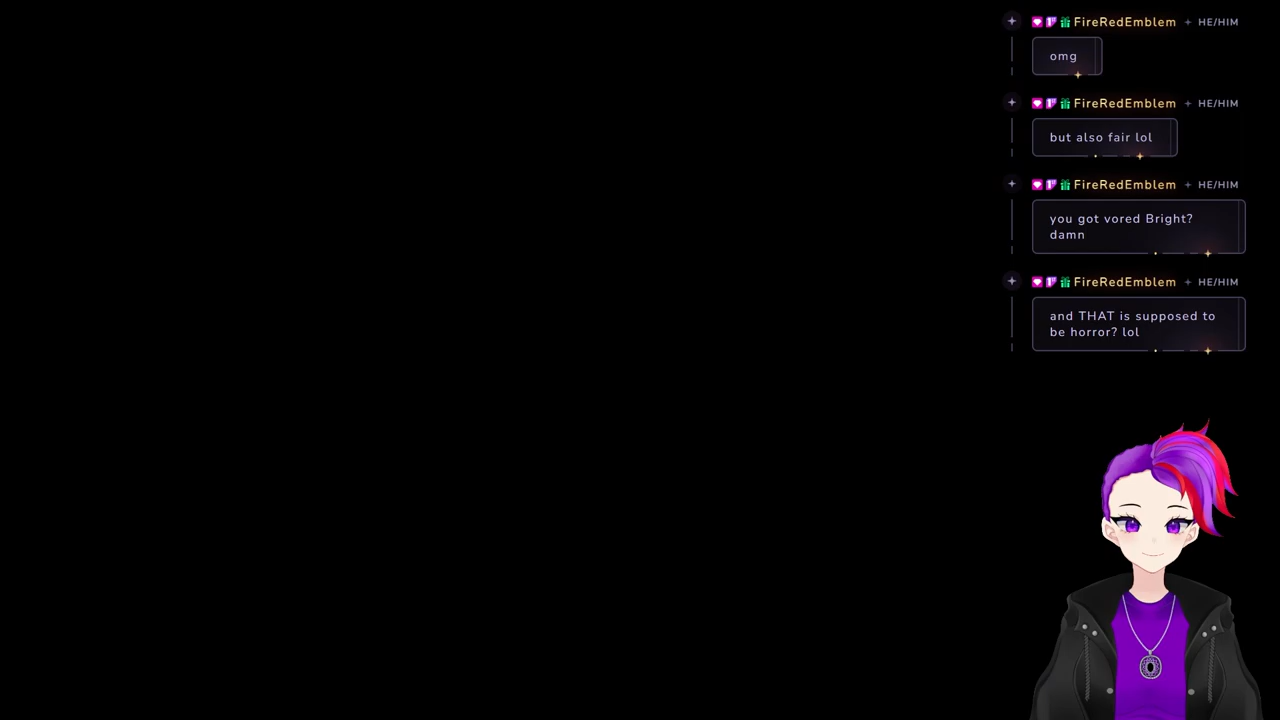 FireRedEmblem HE/HIM
omg
FireRedEmblem HE/HIM
but also fair lol
FireRedEmblem HE/HIM
you got vored Bright?
damn
FireRedEmblem HE/HIM
and THAT is supposed to
be horror? lol